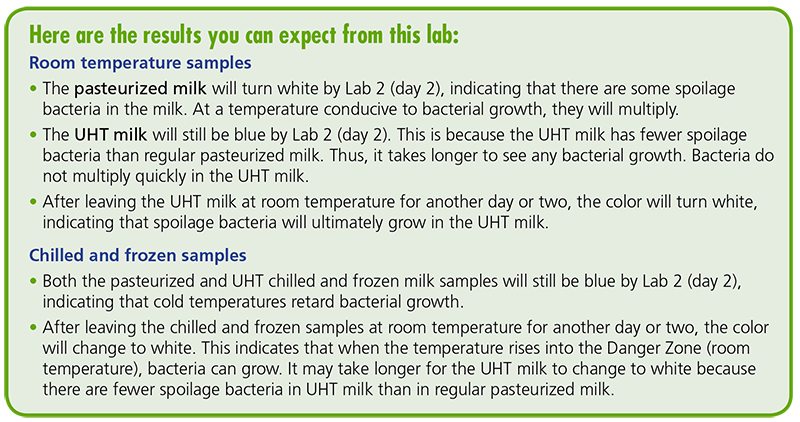 Here are the results you can expect from this lab:
Room temperature samples
• The pasteurized milk will turn white by Lab 2 (day 2), indicating that there are some spoilage
bacteria in the milk. At a temperature conducive to bacterial growth, they will multiply.
• The UHT milk will still be blue by Lab 2 (day 2). This is because the UHT milk has fewer spoilage
bacteria than regular pasteurized milk. Thus, it takes longer to see any bacterial growth. Bacteria do
not multiply quickly in the UHT milk.
• After leaving the UHT milk at room temperature for another day or two, the color will turn white,
indicating that spoilage bacteria will ultimately grow in the UHT milk.
Chilled and frozen samples
• Both the pasteurized and UHT chilled and frozen milk samples will still be blue by Lab 2 (day 2),
indicating that cold temperatures retard bacterial growth.
• After leaving the chilled and frozen samples at room temperature for another day or two, the color
will change to white. This indicates that when the temperature rises into the Danger Zone (room
temperature), bacteria can grow. It may take longer for the UHT milk to change to white because
there are fewer spoilage bacteria in UHT milk than in regular pasteurized milk.